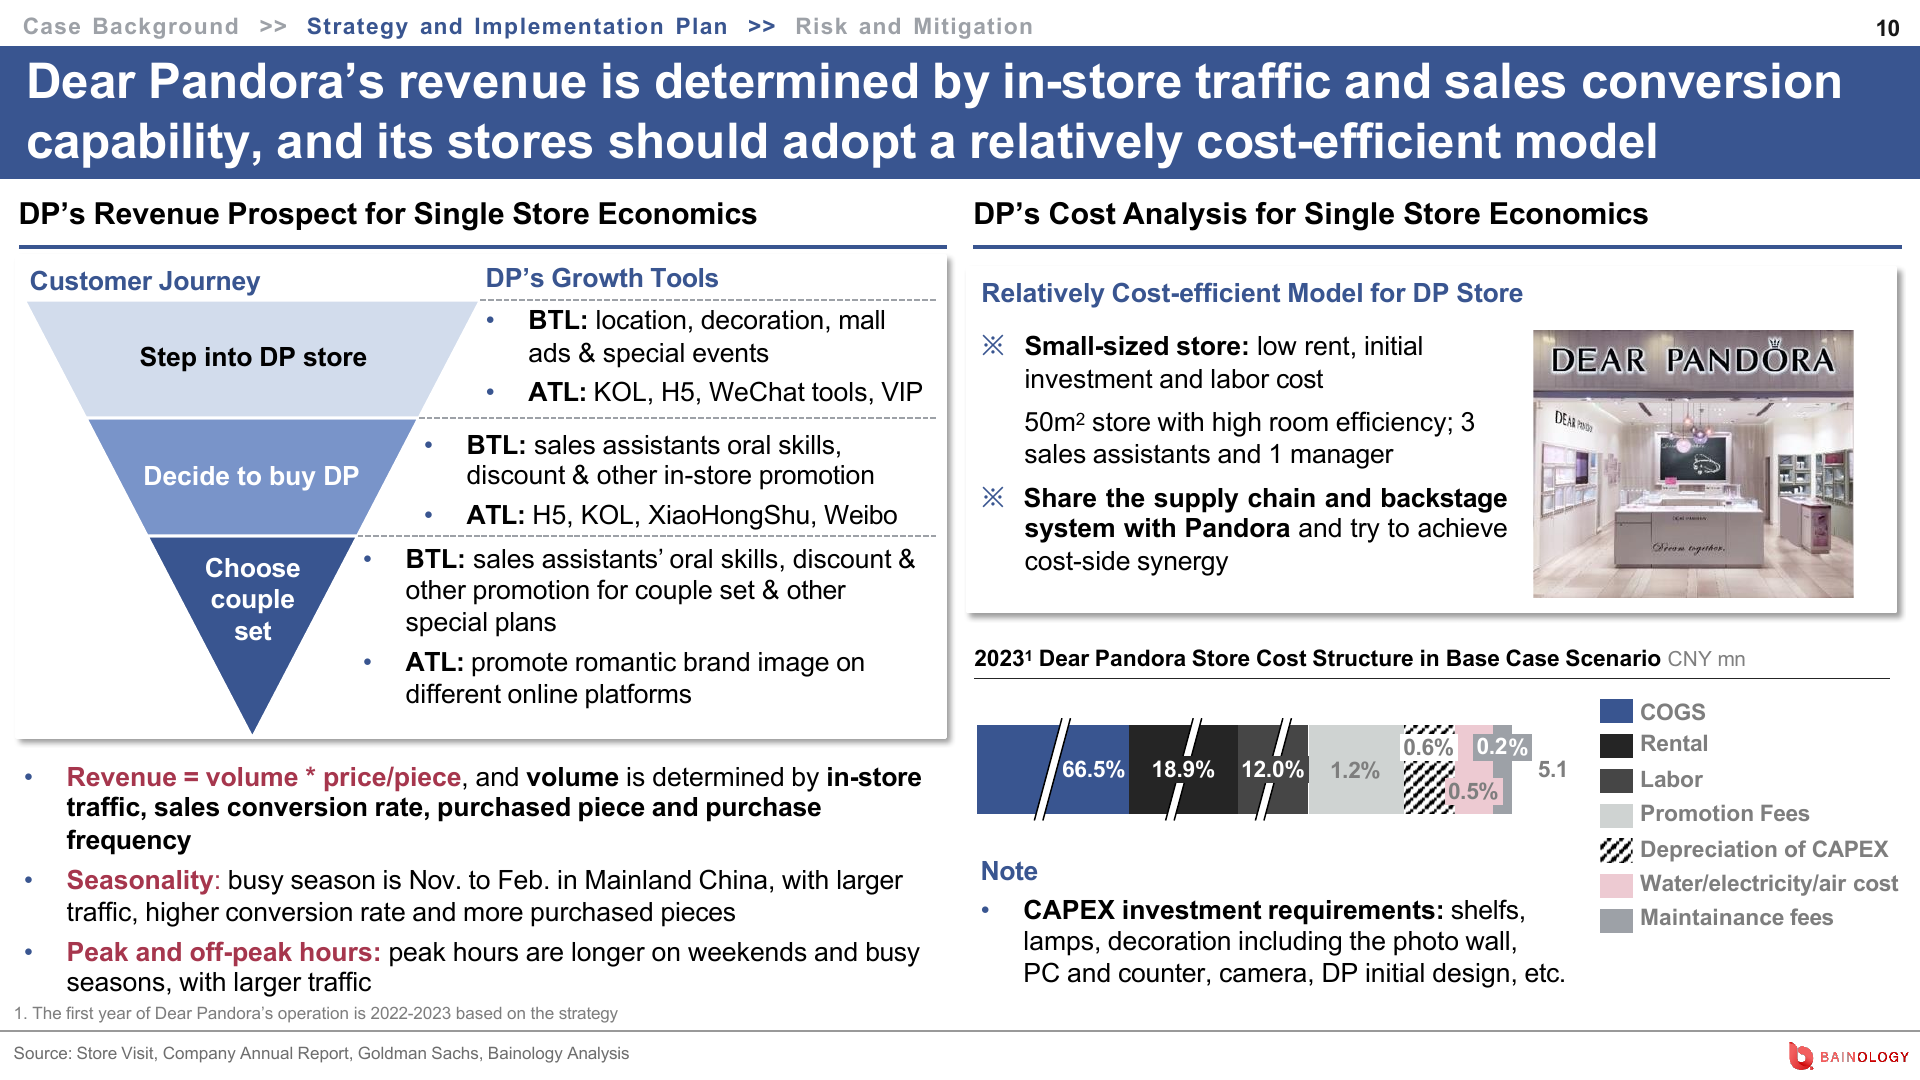 Case Background >> Strategy and Implementation Plan >> Risk and Mitigation
10
Dear Pandora’s revenue is determined by in-store traffic and sales conversion
capability, and its stores should adopt a relatively cost-efficient model
DP’s Revenue Prospect for Single Store Economics
Customer Journey
DP’s Growth Tools
Step into DP store
• BTL: location, decoration, mall
ads & special events
• ATL: KOL, H5, WeChat tools, VIP
Decide to buy DP
• BTL: sales assistants oral skills,
discount & other in-store promotion
• ATL: H5, KOL, XiaoHongShu, Weibo
Choose
couple
set
• BTL: sales assistants’ oral skills, discount &
other promotion for couple set & other
special plans
• ATL: promote romantic brand image on
different online platforms
• Revenue = volume * price/piece, and volume is determined by in-store
traffic, sales conversion rate, purchased piece and purchase
frequency
• Seasonality: busy season is Nov. to Feb. in Mainland China, with larger
traffic, higher conversion rate and more purchased pieces
• Peak and off-peak hours: peak hours are longer on weekends and busy
seasons, with larger traffic
DP’s Cost Analysis for Single Store Economics
Relatively Cost-efficient Model for DP Store
※ Small-sized store: low rent, initial
investment and labor cost
50m² store with high room efficiency; 3
sales assistants and 1 manager
※ Share the supply chain and backstage
system with Pandora and try to achieve
cost-side synergy
DEAR PANDORA
DEAR PANDO
DEAR PANDORA
Dream together.
2023¹ Dear Pandora Store Cost Structure in Base Case Scenario CNY mn
66.5%
18.9%
12.0%
1.2%
0.6%
0.5%
0.2%
5.1
COGS
Rental
Labor
Promotion Fees
Depreciation of CAPEX
Water/electricity/air cost
Maintainance fees
Note
• CAPEX investment requirements: shelfs,
lamps, decoration including the photo wall,
PC and counter, camera, DP initial design, etc.
1. The first year of Dear Pandora’s operation is 2022-2023 based on the strategy
Source: Store Visit, Company Annual Report, Goldman Sachs, Bainology Analysis
BAINOLOGY